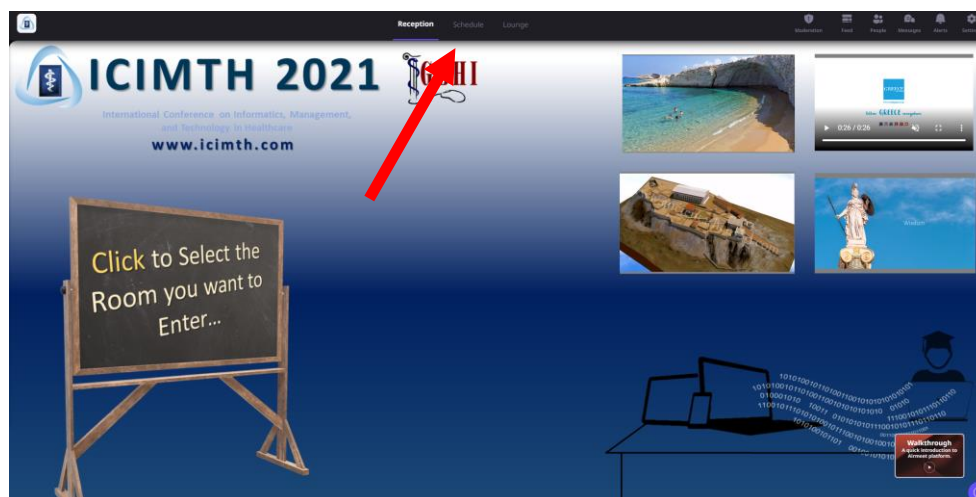 Reception Schedule Lounge
Moderation Feed People Messages Alerts
ICIMTH 2021
International Conference on Informatics, Management,
and Technology in Healthcare
www.icimth.com
GREECE
0:26 / 0:26
Wisdom
Click to Select the
Room you want to
Enter...
Walkthrough
A quick introduction to
Airmeet platform.